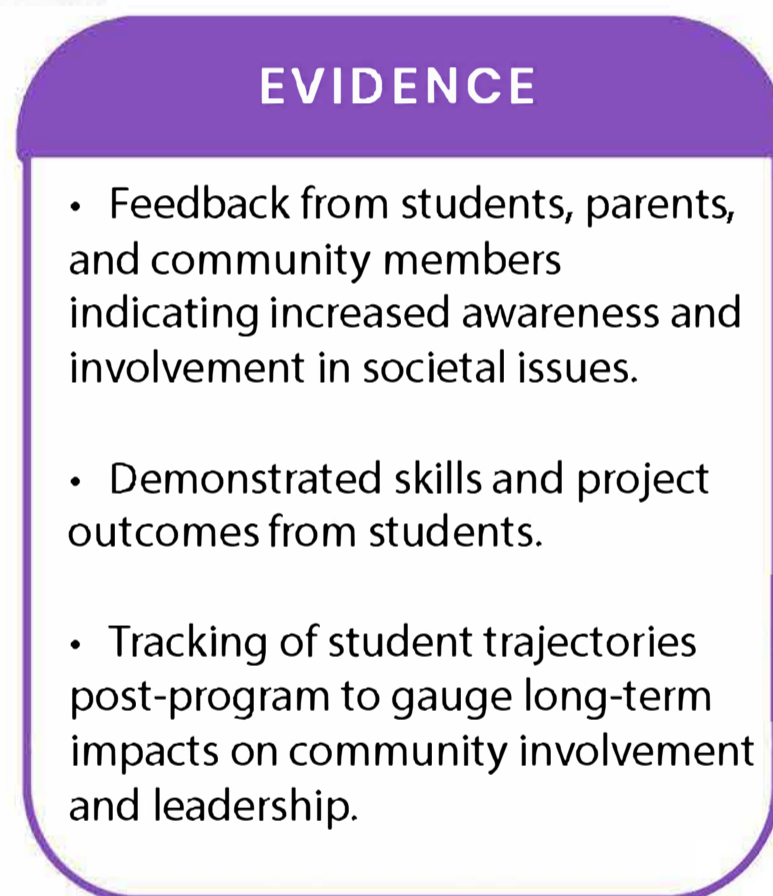 EVIDENCE
• Feedback from students, parents,
and community members
indicating increased awareness and
involvement in societal issues.
• Demonstrated skills and project
outcomes from students.
• Tracking of student trajectories
post-program to gauge long-term
impacts on community involvement
and leadership.